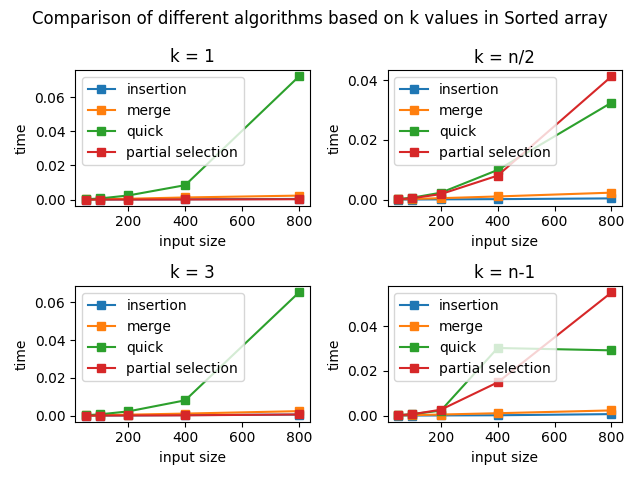 Comparison of different algorithms based on k values in Sorted array
k = 1
time
0.06
0.04
0.02
0.00
insertion
merge
quick
partial selection
200 400 600 800
input size
k = n/2
time
0.04
0.02
0.00
insertion
merge
quick
partial selection
200 400 600 800
input size
k = 3
time
0.06
0.04
0.02
0.00
insertion
merge
quick
partial selection
200 400 600 800
input size
k = n-1
time
0.04
0.02
0.00
insertion
merge
quick
partial selection
200 400 600 800
input size